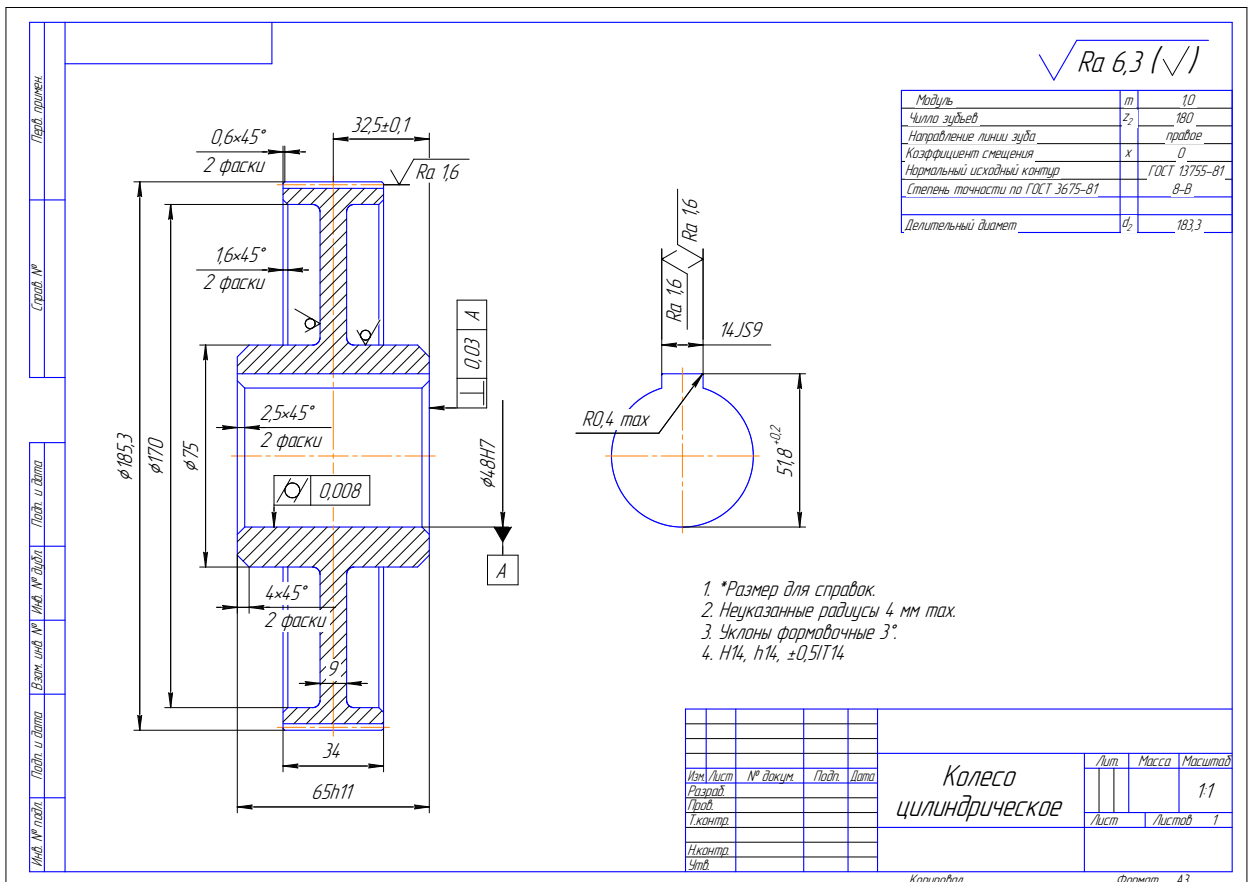 Ra 6,3 (√)
Модуль m 1,0
Чилло зубьев z2 180
Направление линии зуба правое
Коэффициент смещения x 0
Нормальный исходный контур ГОСТ 13755-81
Степень точности по ГОСТ 3675-81 8-В
Делительный диамет d2 183,3
Перв. примен.
Справ. №
Подп. и дата
Инв. № дубл.
Взам. инв. №
Подп. и дата
Инв. № подл.
32,5±0,1
0,6×45°
2 фаски
Ra 1,6
1,6×45°
2 фаски
0,03 А
⌀185,3
⌀170
⌀75
2,5×45°
2 фаски
0,008
⌀48H7
А
4×45°
2 фаски
9
34
65h11
Ra 1,6
Ra 1,6
14JS9
R0,4 max
51,8+0,2
1. *Размер для справок.
2. Неуказанные радиусы 4 мм max.
3. Уклоны формовочные 3°.
4. H14, h14, ±0,5IT14
Изм. Лист № докум. Подп. Дата
Разраб.
Пров.
Т.контр.
Н.контр.
Утв.
Колесо
цилиндрическое
Лит. Масса Масштаб
1:1
Лист Листов 1
Копировал Формат А3